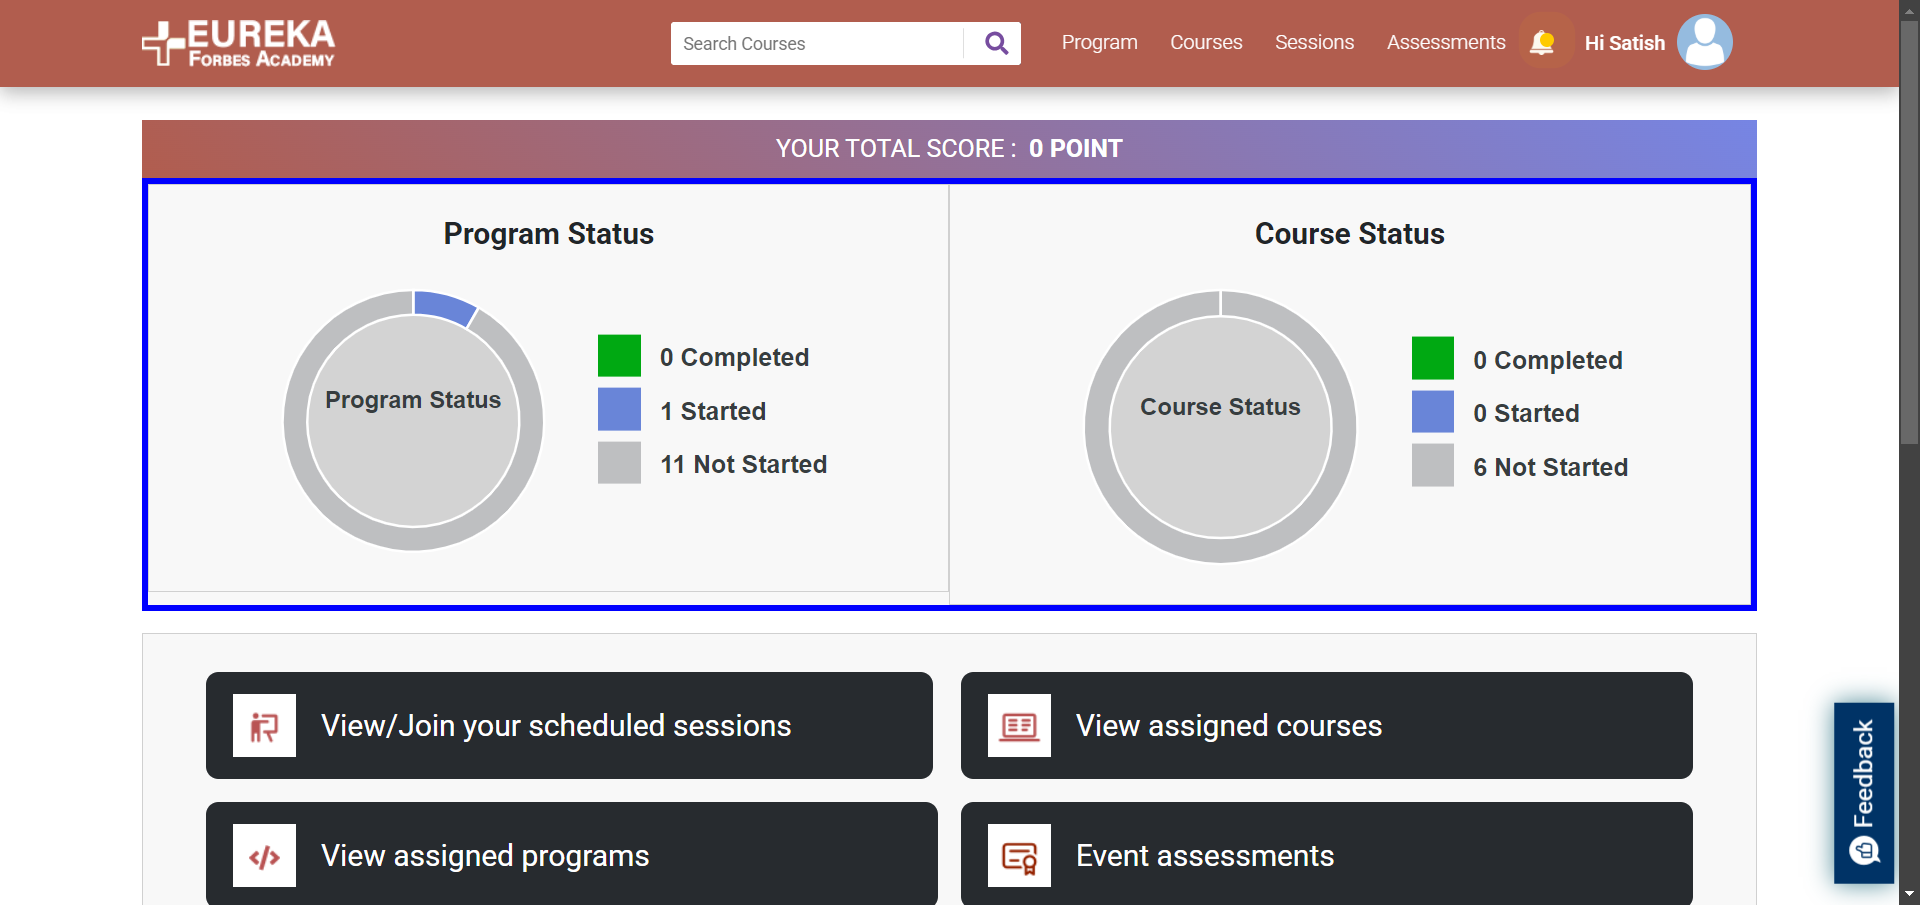 EUREKA
FORBES ACADEMY
Search Courses
Program
Courses
Sessions
Assessments
Hi Satish
YOUR TOTAL SCORE : 0 POINT
Program Status
Program Status
0 Completed
1 Started
11 Not Started
Course Status
Course Status
0 Completed
0 Started
6 Not Started
View/Join your scheduled sessions
View assigned courses
View assigned programs
Event assessments
Feedback